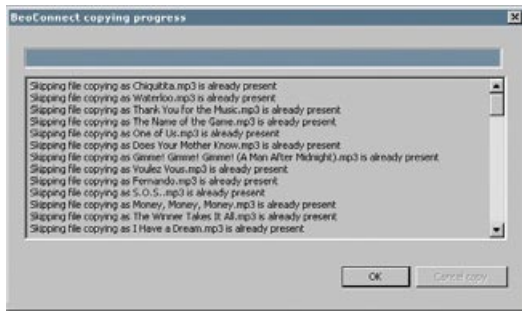 BeoConnect copying progress
Skipping file copying as Chiquitita.mp3 is already present
Skipping file copying as Waterloo.mp3 is already present
Skipping file copying as Thank You for the Music.mp3 is already present
Skipping file copying as The Name of the Game.mp3 is already present
Skipping file copying as One of Us.mp3 is already present
Skipping file copying as Does Your Mother Know.mp3 is already present
Skipping file copying as Gimme! Gimme! Gimme! (A Man After Midnight).mp3 is already present
Skipping file copying as Voulez Vous.mp3 is already present
Skipping file copying as Fernando.mp3 is already present
Skipping file copying as S.O.S..mp3 is already present
Skipping file copying as Money, Money, Money.mp3 is already present
Skipping file copying as The Winner Takes It All.mp3 is already present
Skipping file copying as I Have a Dream.mp3 is already present
OK
Cancel copy